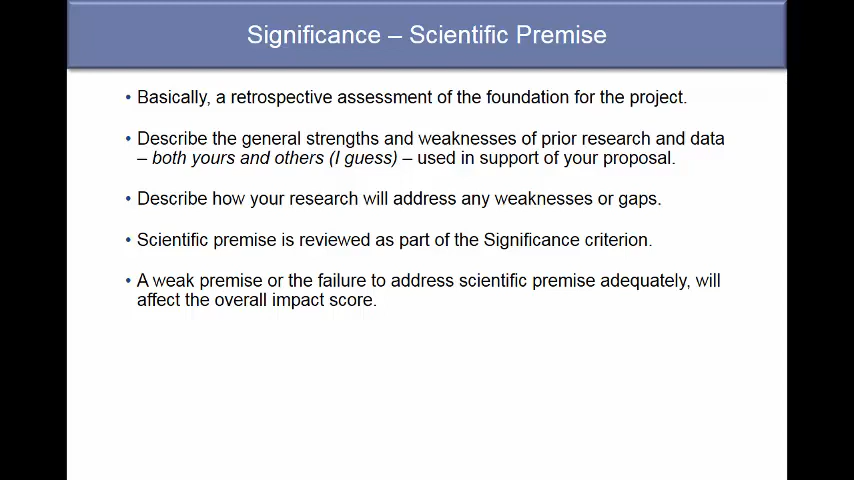 Significance – Scientific Premise
• Basically, a retrospective assessment of the foundation for the project.
• Describe the general strengths and weaknesses of prior research and data
– both yours and others (I guess) – used in support of your proposal.
• Describe how your research will address any weaknesses or gaps.
• Scientific premise is reviewed as part of the Significance criterion.
• A weak premise or the failure to address scientific premise adequately, will
affect the overall impact score.